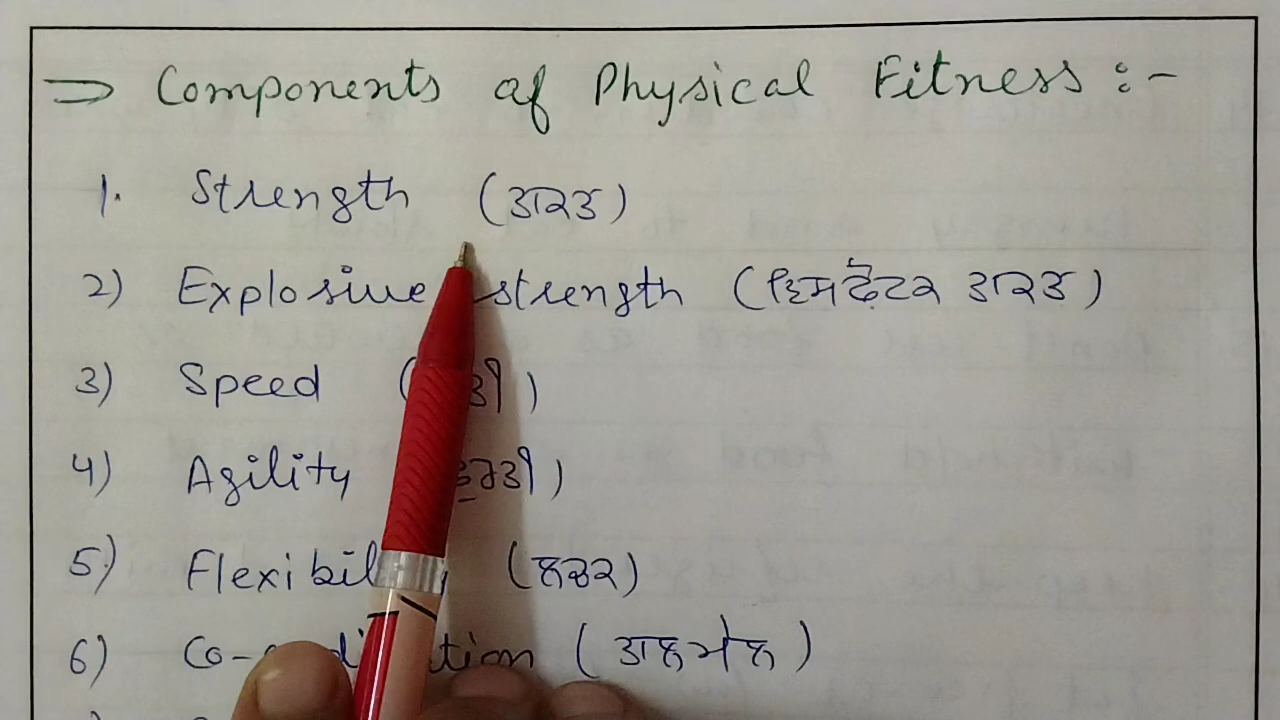 ⇒ Components of Physical Fitness :-
1. Strength (ਤਾਕਤ)
2) Explosive strength (ਵਿਸਫ਼ੋਟਕ ਤਾਕਤ)
3) Speed
4) Agility
5) Flexibil (ਲਚਕ)
6) (ਤਾਲਮੇਲ)